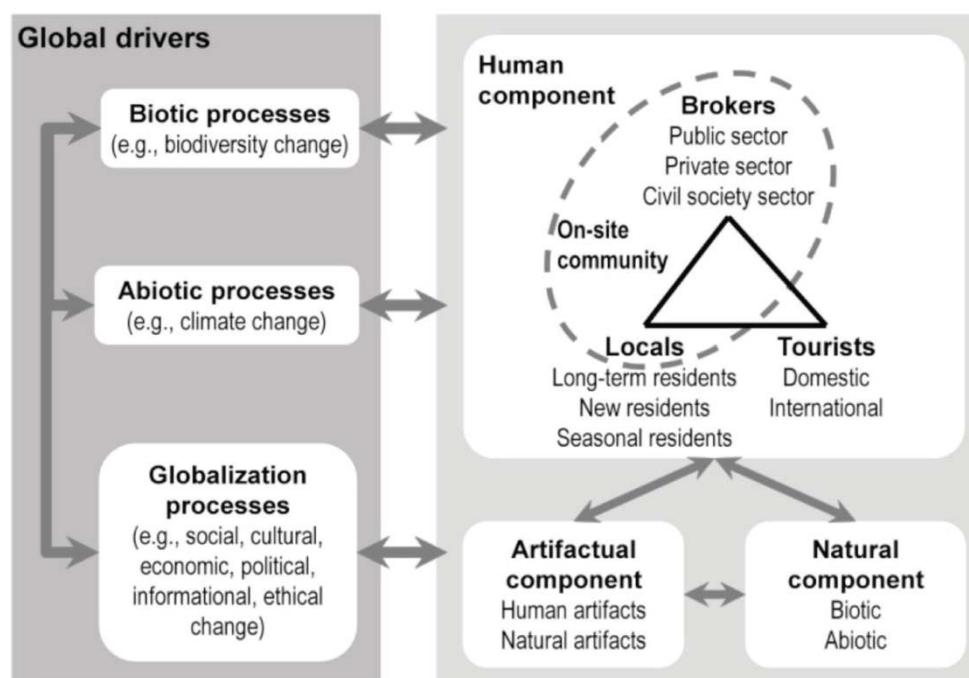 Global drivers
Biotic processes
(e.g., biodiversity change)
Abiotic processes
(e.g., climate change)
Globalization
processes
(e.g., social, cultural,
economic, political,
informational, ethical
change)
Human
component
Brokers
Public sector
Private sector
Civil society sector
On-site
community
Locals
Long-term residents
New residents
Seasonal residents
Tourists
Domestic
International
Artifactual
component
Human artifacts
Natural artifacts
Natural
component
Biotic
Abiotic